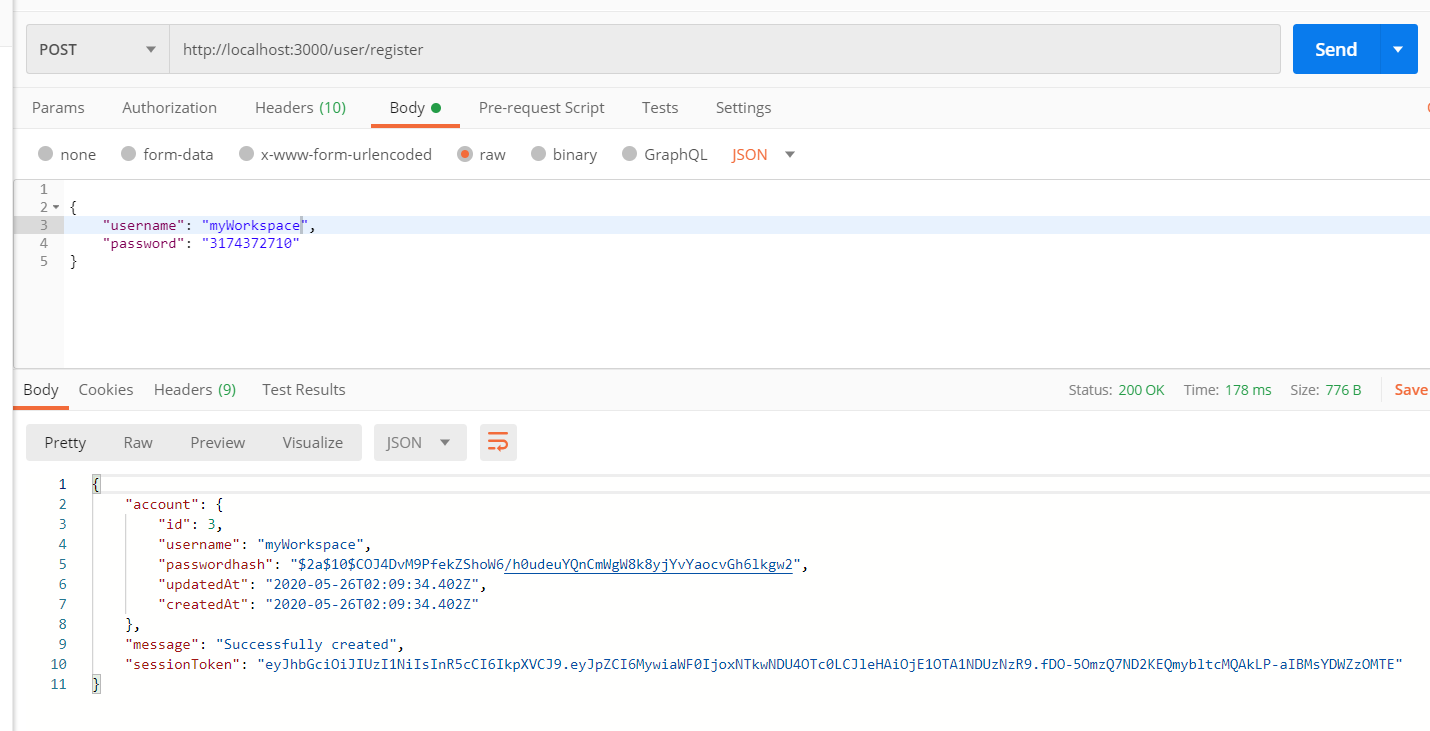 POST http://localhost:3000/user/register Send
Params Authorization Headers (10) Body Pre-request Script Tests Settings
none form-data x-www-form-urlencoded raw binary GraphQL JSON
1
2 {
3 "username": "myWorkspace",
4 "password": "3174372710"
5 }
Body Cookies Headers (9) Test Results Status: 200 OK Time: 178 ms Size: 776 B Save
Pretty Raw Preview Visualize JSON
1 {
2 "account": {
3 "id": 3,
4 "username": "myWorkspace",
5 "passwordhash": "$2a$10$COJ4DvM9PfekZShoW6/h0udeuYQnCmWgW8k8yjYvYaocvGh6lkgw2",
6 "updatedAt": "2020-05-26T02:09:34.402Z",
7 "createdAt": "2020-05-26T02:09:34.402Z"
8 },
9 "message": "Successfully created",
10 "sessionToken": "eyJhbGciOiJIUzI1NiIsInR5cCI6IkpXVCJ9.eyJpZCI6MywiaWF0IjoxNTkwNDU4OTc0LCJleHAiOjE1OTA1NDUzNzR9.fDO-5OmzQ7ND2KEQmybltcMQAkLP-aIBMsYDWZzOMTE"
11 }